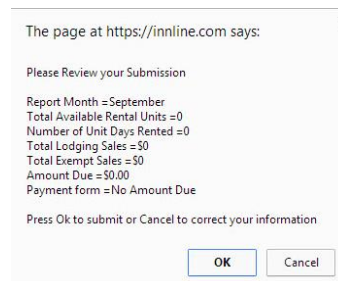 The page at https://innline.com says:
Please Review your Submission
Report Month =September
Total Available Rental Units =0
Number of Unit Days Rented =0
Total Lodging Sales =$0
Total Exempt Sales =$0
Amount Due =$0.00
Payment form =No Amount Due
Press Ok to submit or Cancel to correct your information
OK
Cancel